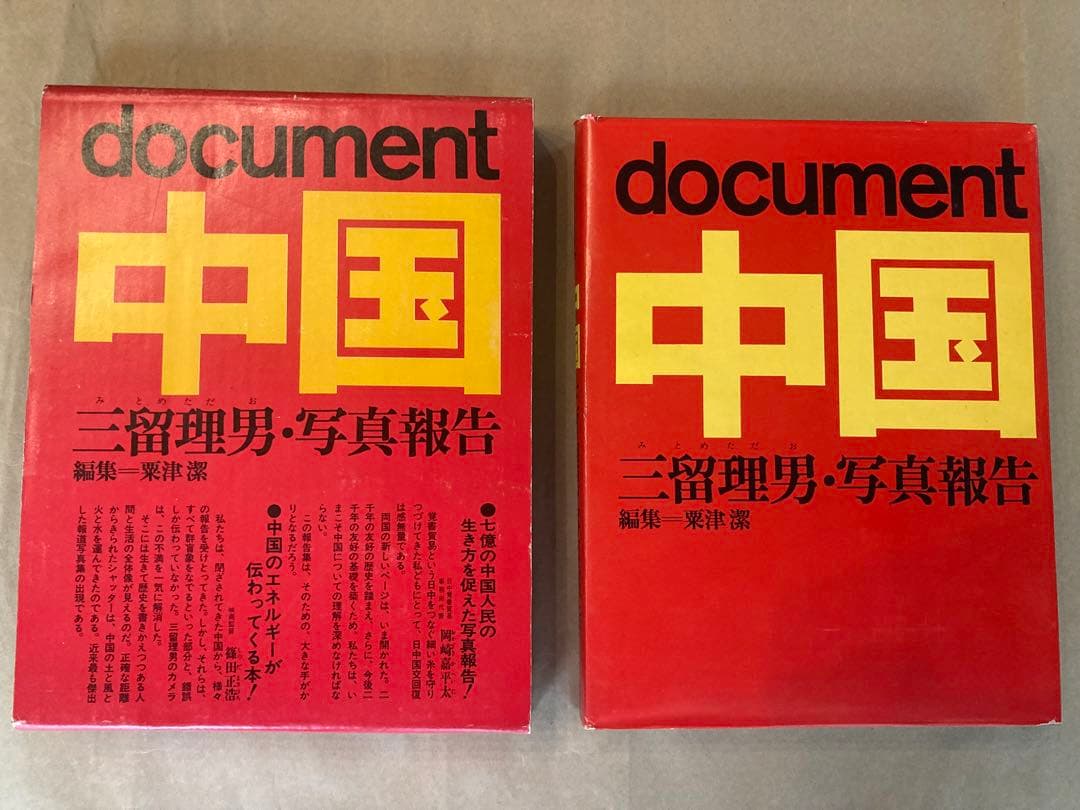 document
中国
みとめただお
三留理男・写真報告
編集＝粟津潔
●七億の中国人民の
生き方を促えた写真報告！
岡崎嘉平太
覚書貿易という日中をつなぐ細い糸を守り
つづけてきた私どもにとって、日中国交回復
は感無量である。
両国の新しいページは、いま開かれた。二
千年の友好の歴史を踏まえ、さらに、今後二
千年の友好の基礎を築くため、私たちは、い
まこそ中国についての理解を深めなければな
らない。
この報告集は、そのための、大きな手がか
りとなるだろう。
●中国のエネルギーが
伝わってくる本！
映画監督 篠田正浩
私たちは、閉ざされてきた中国から、様々
の報告を受けとってきた。しかし、それらは、
すべて群盲象をなでるといった部分と、錯誤
しか伝わっていなかった。三留理男のカメラ
は、この不満を一気に解消した。
そこには生きて歴史を書きかえつつある人
間と生活の全体像が見えるのだ。正確な距離
からきられたシャッターは、中国の土と風と
火と水を運んできたのである。近来最も傑出
した報道写真集の出現である。
document
中国
みとめただお
三留理男・写真報告
編集＝粟津潔
中国